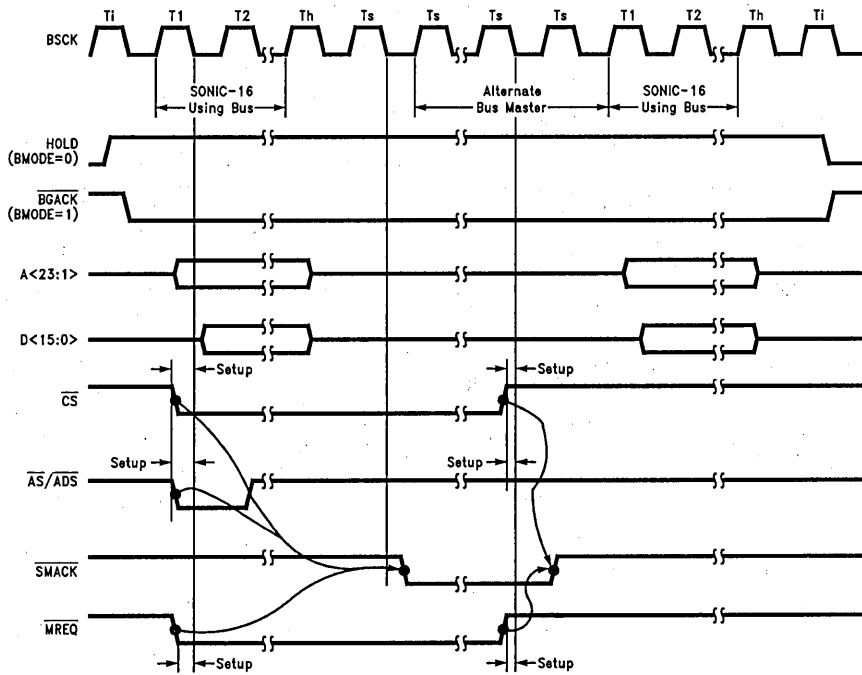 Ti T1 T2 Th Ts Ts Ts Ts T1 T2 Th Ti
BSCK
SONIC-16
Using Bus
Alternate
Bus Master
SONIC-16
Using Bus
HOLD
(BMODE=0)
BGACK
(BMODE=1)
A<23:1>
D<15:0>
Setup
Setup
CS
Setup
Setup
AS/ADS
SMACK
MREQ
Setup
Setup